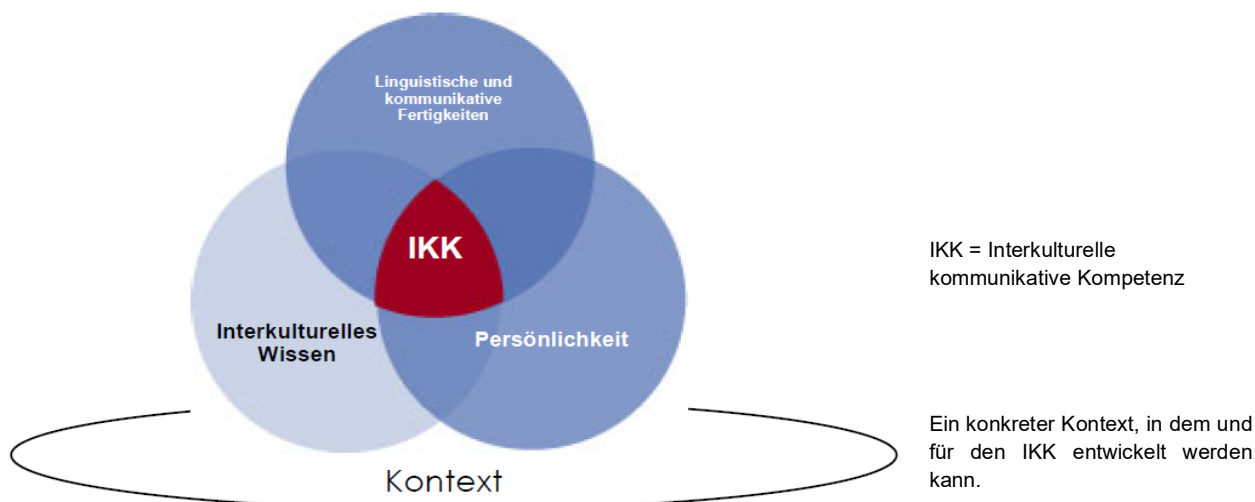 Linguistische und
kommunikative
Fertigkeiten
IKK
Interkulturelles
Wissen
Persönlichkeit
Kontext
IKK = Interkulturelle
kommunikative Kompetenz
Ein konkreter Kontext, in dem und
für den IKK entwickelt werden
kann.